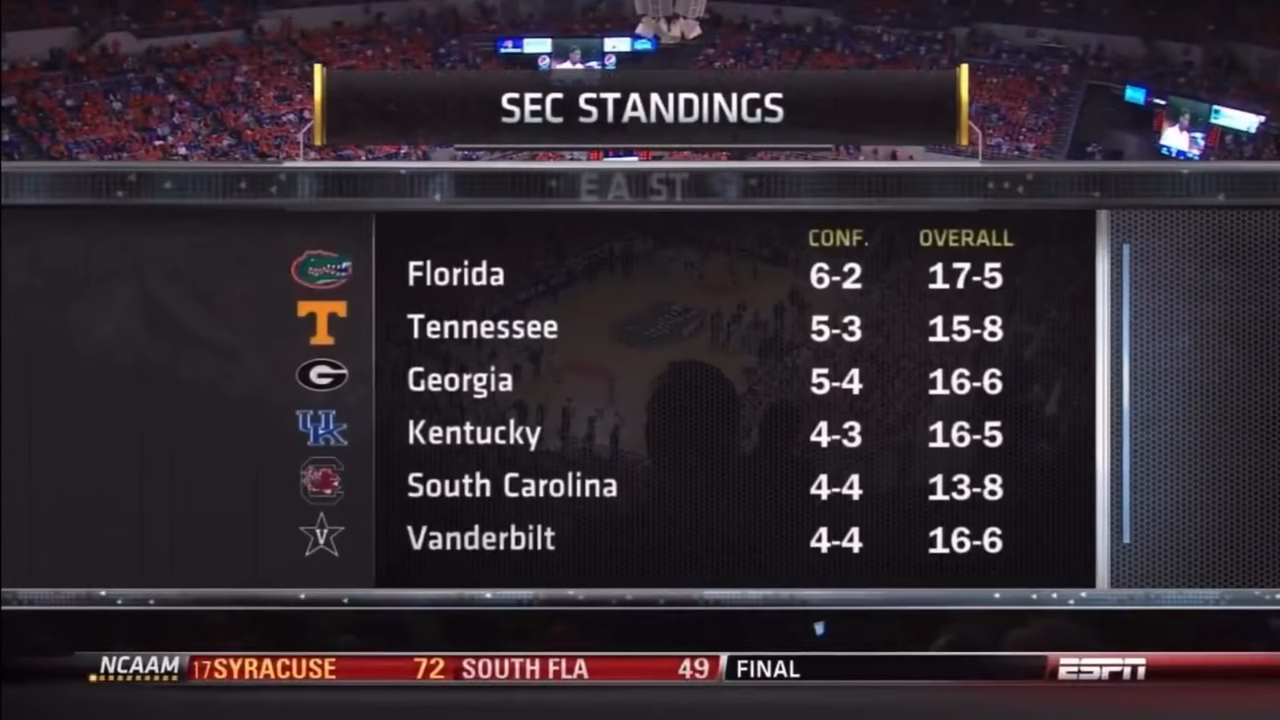 SEC STANDINGS
EAST
CONF. OVERALL
Florida 6-2 17-5
Tennessee 5-3 15-8
Georgia 5-4 16-6
Kentucky 4-3 16-5
South Carolina 4-4 13-8
Vanderbilt 4-4 16-6
NCAAM 17 SYRACUSE 72 SOUTH FLA 49 FINAL ESPN